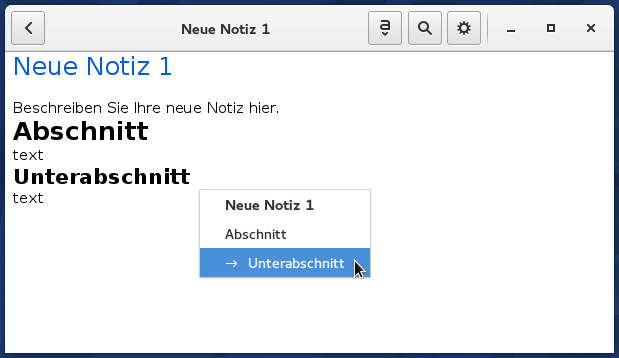 Neue Notiz 1
a
Neue Notiz 1
Beschreiben Sie Ihre neue Notiz hier.
Abschnitt
text
Unterabschnitt
text
Neue Notiz 1
Abschnitt
→ Unterabschnitt